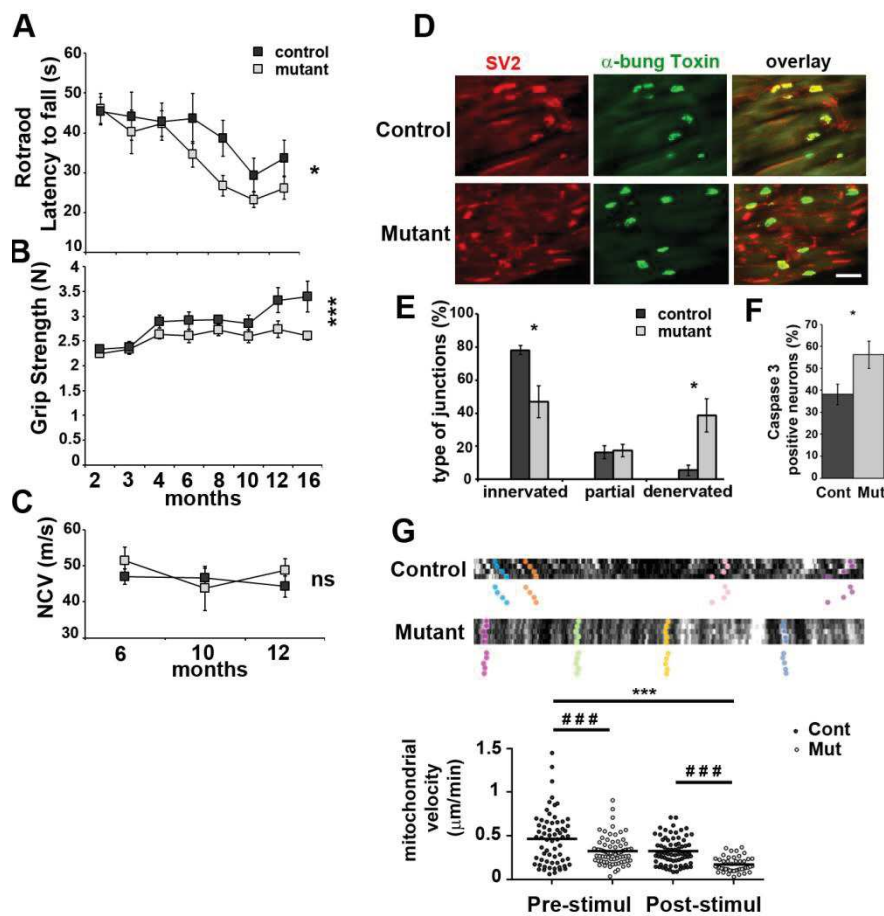 A
control
mutant
Rotraod
Latency to fall (s)
60
50
40
30
20
10
*
B
Grip Strength (N)
3.5
3
2.5
2
1.5
1
0.5
0
***
2 3 4 6 8 10 12 16
months
C
NCV (m/s)
60
50
40
30
ns
6 10 12
months
D
SV2 α-bung Toxin overlay
Control
Mutant
E
control
mutant
type of junctions (%)
100
80
60
40
20
0
* *
innervated partial denervated
F
Caspase 3
positive neurons (%)
80
70
60
50
40
30
20
10
0
*
Cont Mut
G
Control
Mutant
***
###
###
Cont
Mut
mitochondrial
velocity
(μm/min)
1.5
1
0.5
0
Pre-stimul Post-stimul